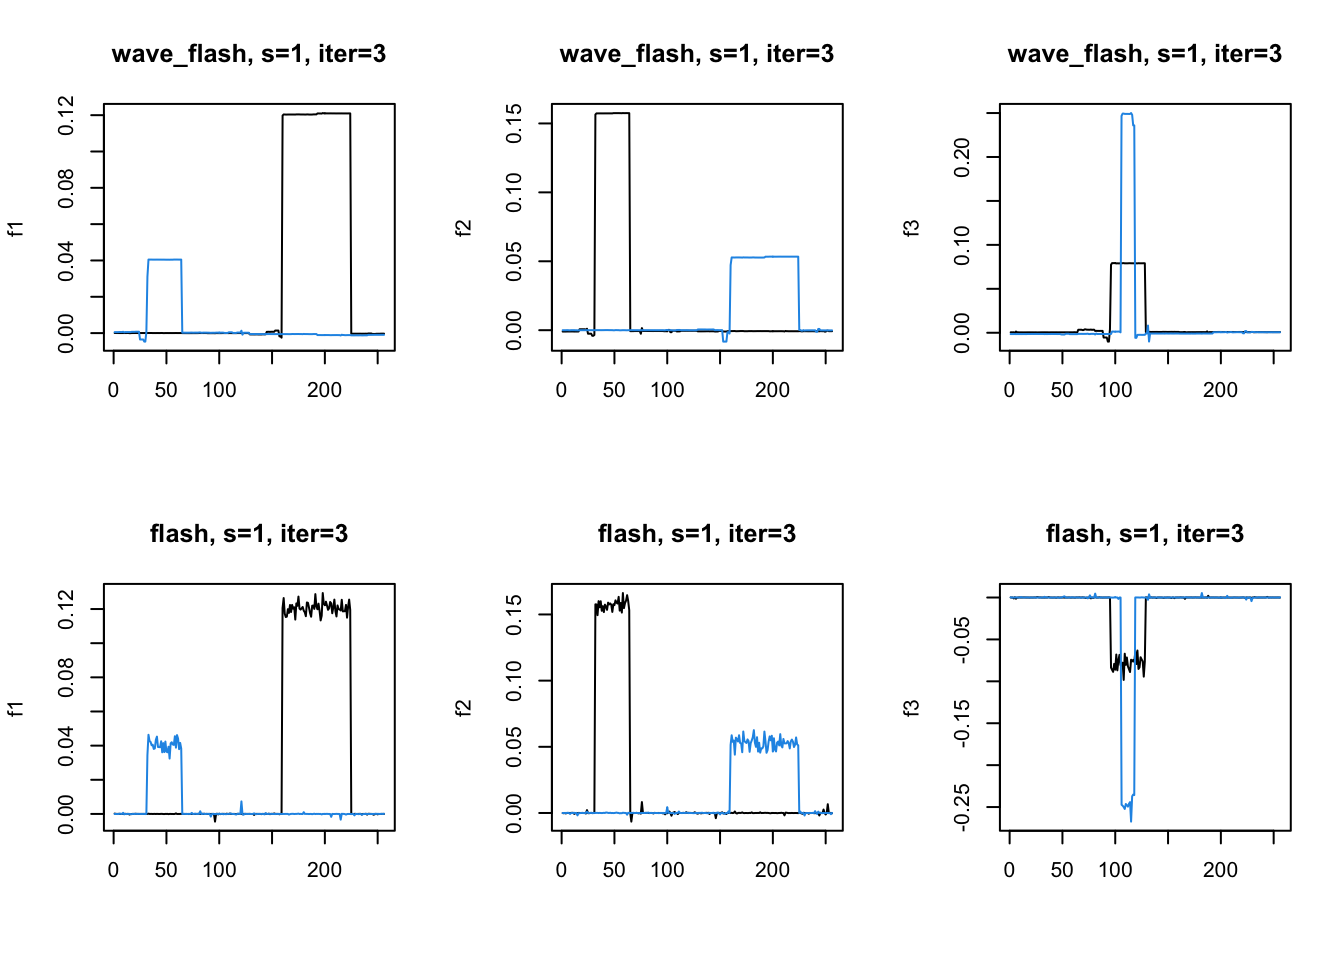 wave_flash, s=1, iter=3
f1
0.00 0.04 0.08 0.12
0 50 100 200
wave_flash, s=1, iter=3
f2
0.00 0.05 0.10 0.15
0 50 100 200
wave_flash, s=1, iter=3
f3
0.00 0.10 0.20
0 50 100 200
flash, s=1, iter=3
f1
0.00 0.04 0.08 0.12
0 50 100 200
flash, s=1, iter=3
f2
0.00 0.05 0.10 0.15
0 50 100 200
flash, s=1, iter=3
f3
-0.25 -0.15 -0.05
0 50 100 200